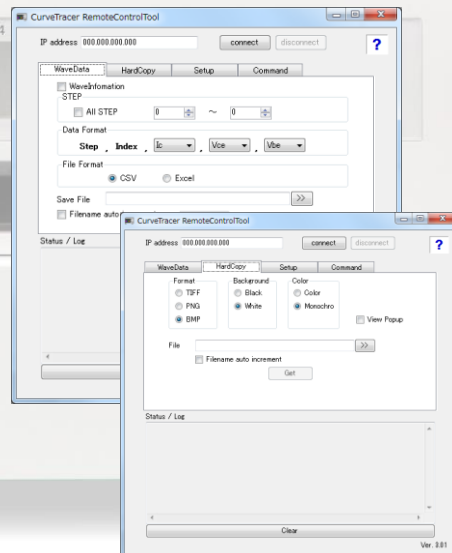 CurveTracer RemoteControlTool
IP address 000.000.000.000 connect disconnect ?
WaveData HardCopy Setup Command
WaveInfomation
STEP
All STEP 0 ~ 0
Data Format
Step , Index , Ic , Vce , Vbe
File Format
CSV Excel
Save File >>
Filename auto
Status / Log
CurveTracer RemoteControlTool
IP address 000.000.000.000 connect disconnect ?
WaveData HardCopy Setup Command
Format Background Color
TIFF Black Color
PNG White Monochro
BMP View Popup
File >>
Filename auto increment
Get
Status / Log
Clear
Ver. 3.01